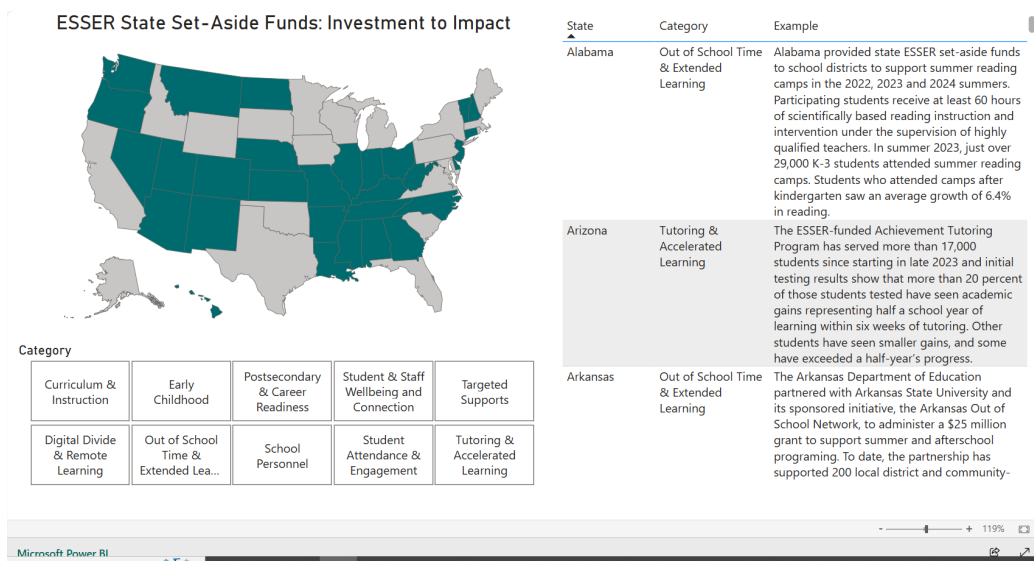 ESSER State Set-Aside Funds: Investment to Impact
Category
Curriculum &
Instruction
Early
Childhood
Postsecondary
& Career
Readiness
Student & Staff
Wellbeing and
Connection
Targeted
Supports
Digital Divide
& Remote
Learning
Out of School
Time &
Extended Lea...
School
Personnel
Student
Attendance &
Engagement
Tutoring &
Accelerated
Learning
State
Category
Example
Alabama
Out of School Time
& Extended
Learning
Alabama provided state ESSER set-aside funds
to school districts to support summer reading
camps in the 2022, 2023 and 2024 summers.
Participating students receive at least 60 hours
of scientifically based reading instruction and
intervention under the supervision of highly
qualified teachers. In summer 2023, just over
29,000 K-3 students attended summer reading
camps. Students who attended camps after
kindergarten saw an average growth of 6.4%
in reading.
Arizona
Tutoring &
Accelerated
Learning
The ESSER-funded Achievement Tutoring
Program has served more than 17,000
students since starting in late 2023 and initial
testing results show that more than 20 percent
of those students tested have seen academic
gains representing half a school year of
learning within six weeks of tutoring. Other
students have seen smaller gains, and some
have exceeded a half-year's progress.
Arkansas
Out of School Time
& Extended
Learning
The Arkansas Department of Education
partnered with Arkansas State University and
its sponsored initiative, the Arkansas Out of
School Network, to administer a $25 million
grant to support summer and afterschool
programing. To date, the partnership has
supported 200 local district and community-
- + 119%
Microsoft Power BI